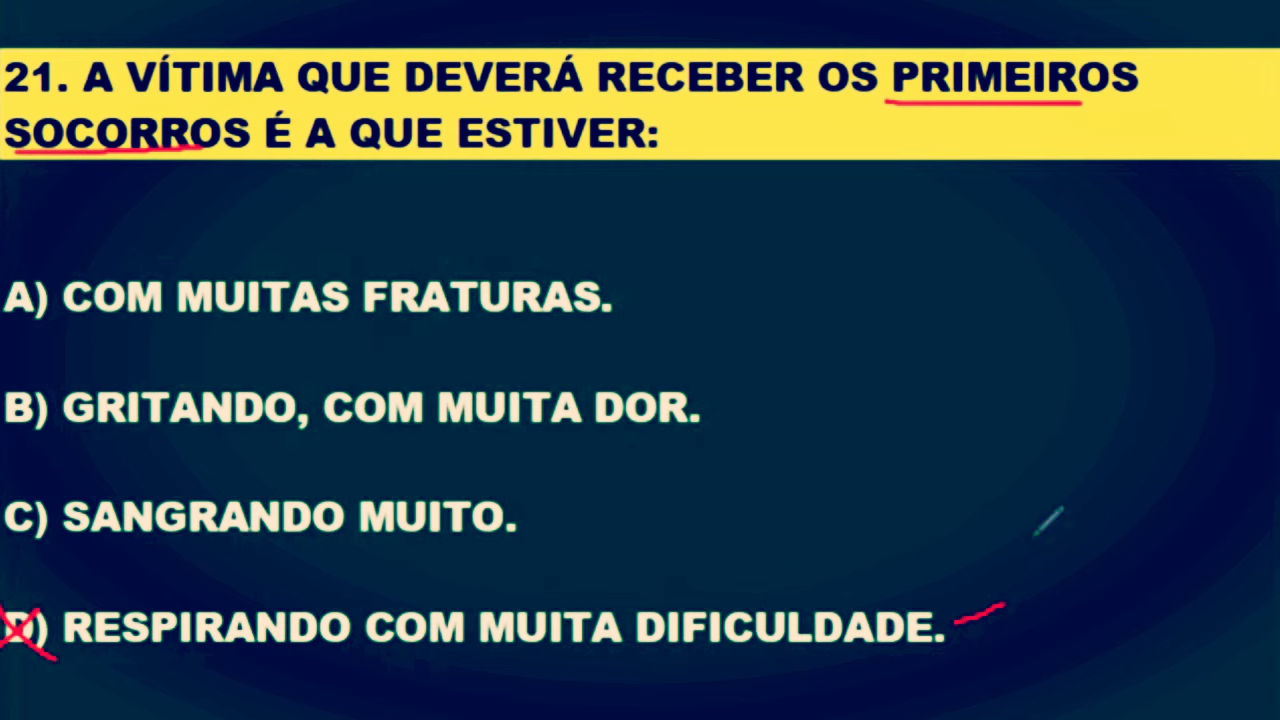 21. A VÍTIMA QUE DEVERÁ RECEBER OS PRIMEIROS
SOCORROS É A QUE ESTIVER:
A) COM MUITAS FRATURAS.
B) GRITANDO, COM MUITA DOR.
C) SANGRANDO MUITO.
D) RESPIRANDO COM MUITA DIFICULDADE.